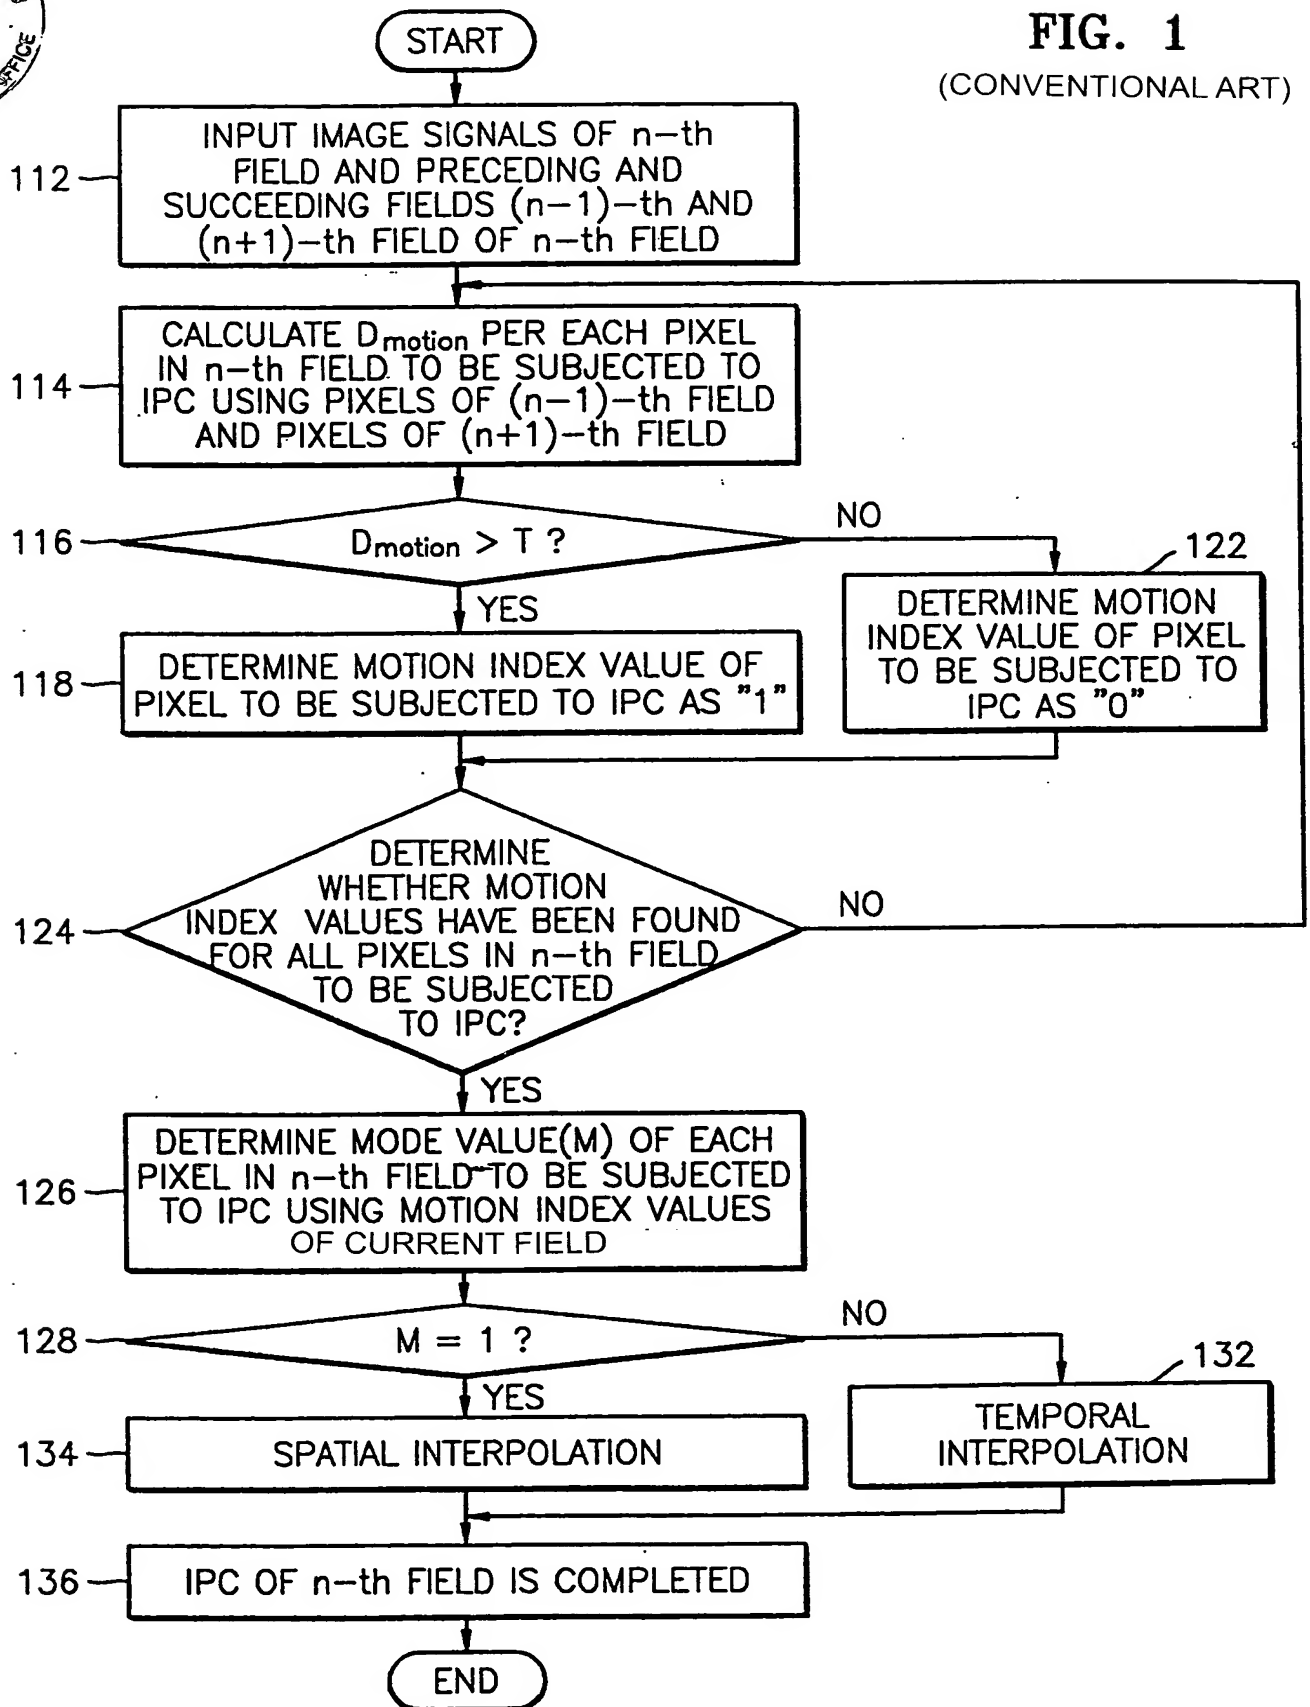 OFFICE
START
FIG. 1
(CONVENTIONAL ART)
112
INPUT IMAGE SIGNALS OF n-th
FIELD AND PRECEDING AND
SUCCEEDING FIELDS (n-1)-th AND
(n+1)-th FIELD OF n-th FIELD
114
CALCULATE Dmotion PER EACH PIXEL
IN n-th FIELD TO BE SUBJECTED TO
IPC USING PIXELS OF (n-1)-th FIELD
AND PIXELS OF (n+1)-th FIELD
116
Dmotion > T ?
NO
YES
122
DETERMINE MOTION
INDEX VALUE OF PIXEL
TO BE SUBJECTED TO
IPC AS "0"
118
DETERMINE MOTION INDEX VALUE OF
PIXEL TO BE SUBJECTED TO IPC AS "1"
124
DETERMINE
WHETHER MOTION
INDEX VALUES HAVE BEEN FOUND
FOR ALL PIXELS IN n-th FIELD
TO BE SUBJECTED
TO IPC?
NO
YES
126
DETERMINE MODE VALUE(M) OF EACH
PIXEL IN n-th FIELD TO BE SUBJECTED
TO IPC USING MOTION INDEX VALUES
OF CURRENT FIELD
128
M = 1 ?
NO
YES
132
TEMPORAL
INTERPOLATION
134
SPATIAL INTERPOLATION
136
IPC OF n-th FIELD IS COMPLETED
END